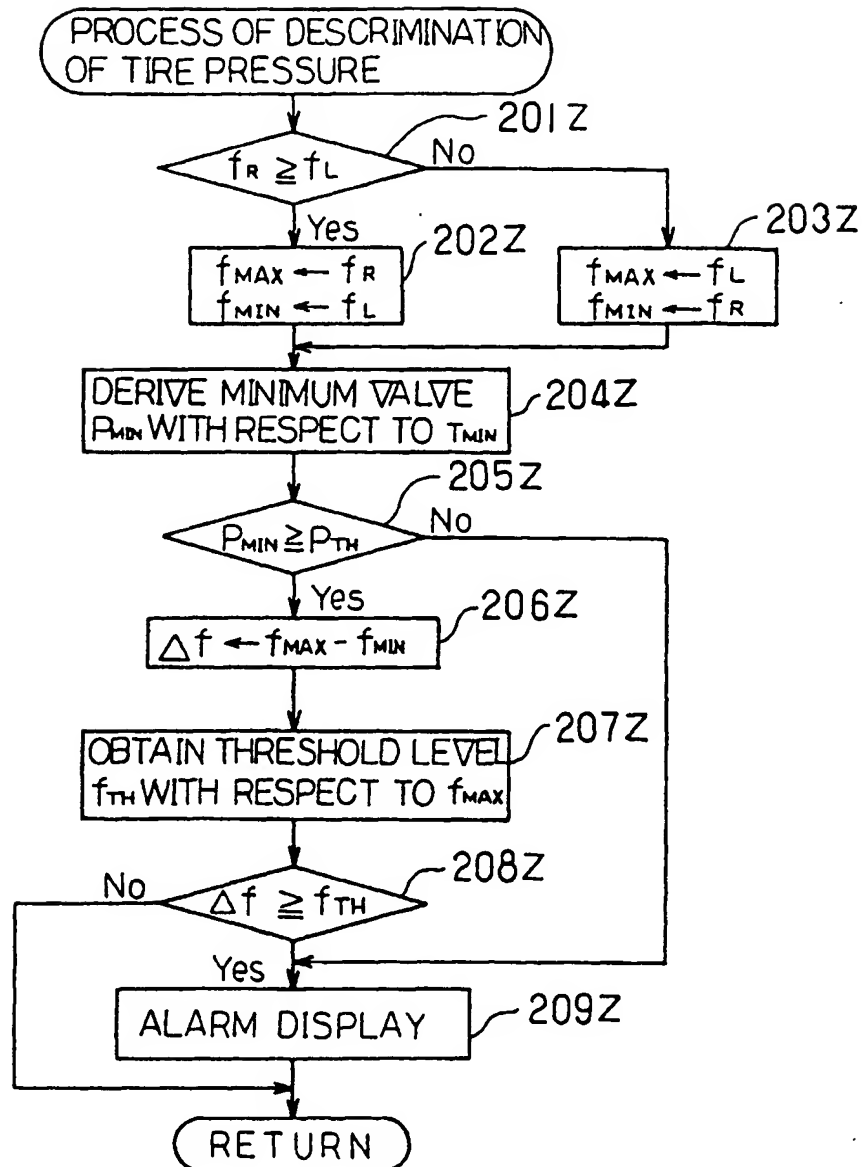 PROCESS OF DESCRIMINATION
OF TIRE PRESSURE
201Z
fR ≧ fL
No
Yes
202Z
203Z
fMAX ← fR
fMIN ← fL
fMAX ← fL
fMIN ← fR
DERIVE MINIMUM VALVE
PMIN WITH RESPECT TO TMIN
204Z
205Z
PMIN ≧ PTH
No
Yes
206Z
△f ← fMAX - fMIN
207Z
OBTAIN THRESHOLD LEVEL
fTH WITH RESPECT TO fMAX
208Z
No
△f ≧ fTH
Yes
ALARM DISPLAY
209Z
RETURN